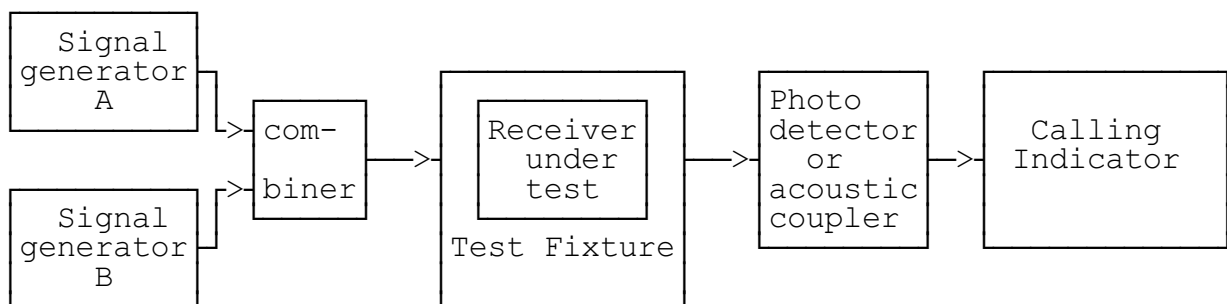 Signal
generator
A
Signal
generator
B
com-
biner
Receiver
under
test
Test Fixture
Photo
detector
or
acoustic
coupler
Calling
Indicator